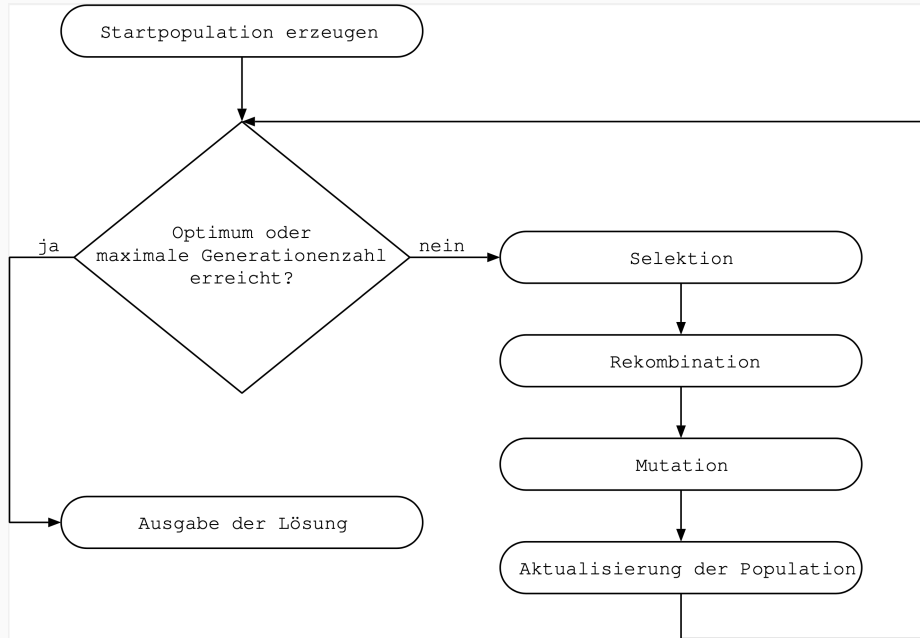 Startpopulation erzeugen
Optimum oder
maximale Generationenzahl
erreicht?
ja
nein
Selektion
Rekombination
Mutation
Aktualisierung der Population
Ausgabe der Lösung